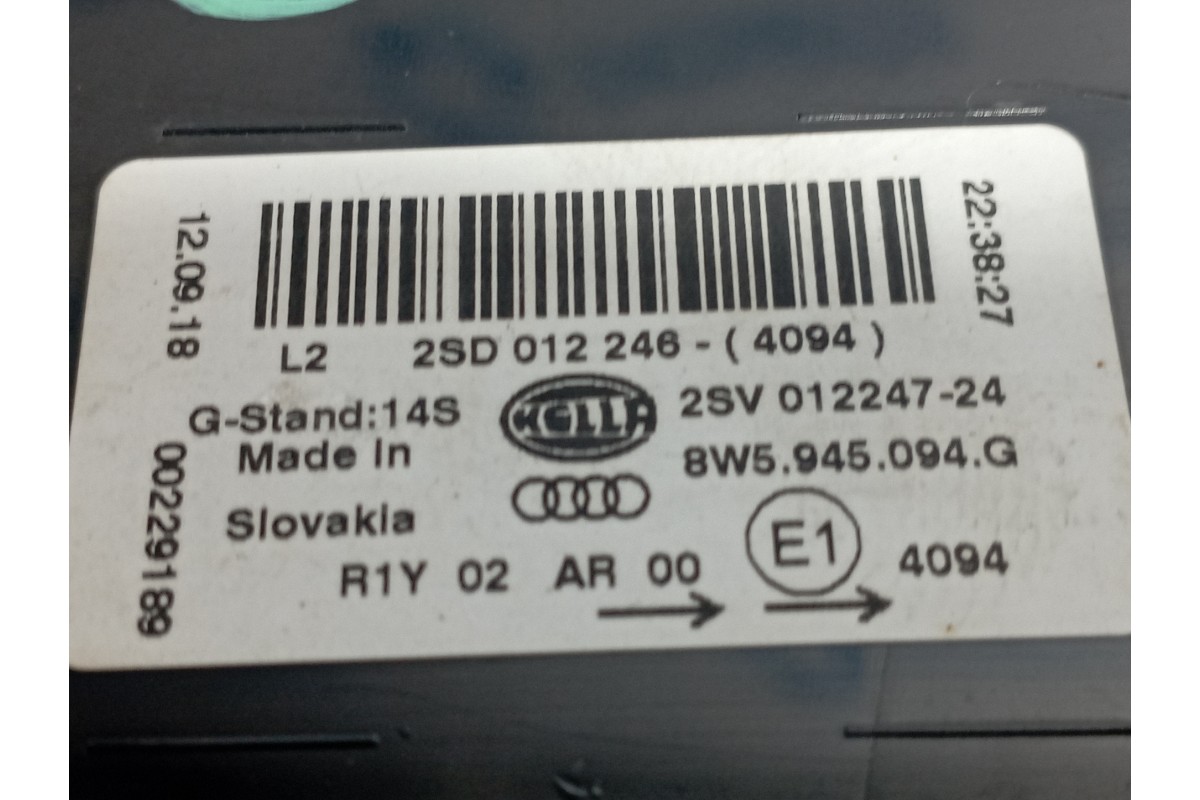 12.09.18
22:38:27
L2 2SD 012 246 - ( 4094 )
G-Stand:14S
HELLA
2SV 012247-24
Made in
8W5.945.094.G
Slovakia
R1Y 02 AR 00
E1
4094
00229189